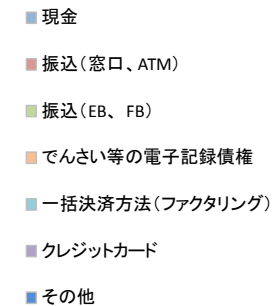 現金
振込（窓口、ATM）
振込（EB、FB）
でんさい等の電子記録債権
一括決済方法（ファクタリング）
クレジットカード
その他